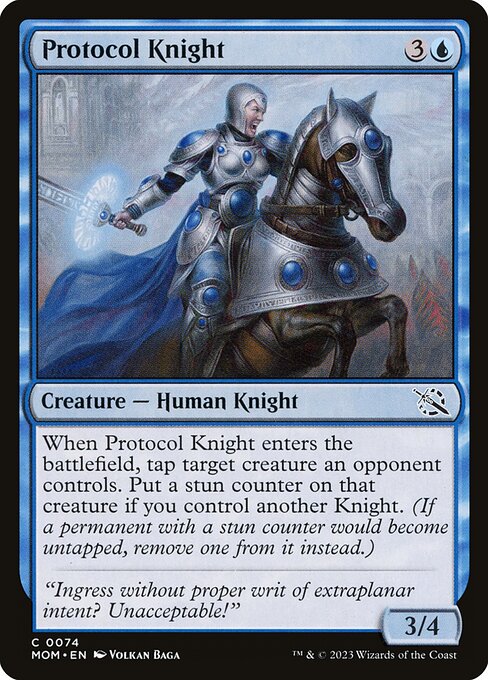 Protocol Knight 3
Creature — Human Knight
When Protocol Knight enters the
battlefield, tap target creature an opponent
controls. Put a stun counter on that
creature if you control another Knight. (If
a permanent with a stun counter would become
untapped, remove one from it instead.)
“Ingress without proper writ of extraplanar
intent? Unacceptable!”
3/4
C 0074
MOM • EN Volkan Baga
™ & © 2023 Wizards of the Coast